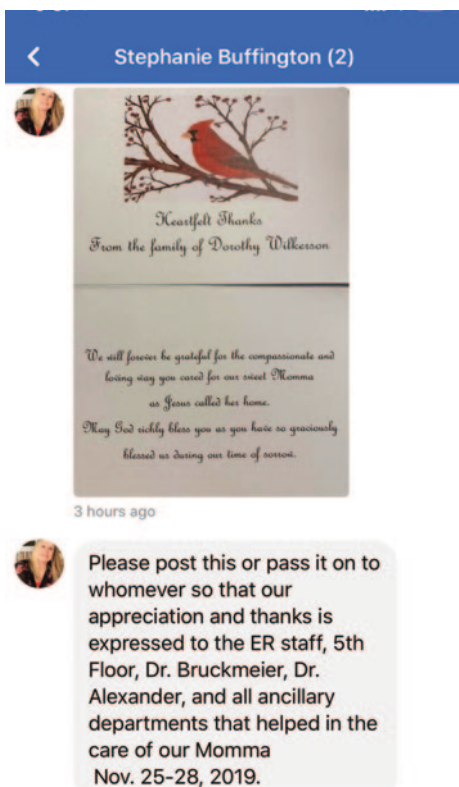 Stephanie Buffington (2)
Heartfelt Thanks
From the family of Dorothy Wilkerson
We will forever be grateful for the compassionate and
loving way you cared for our sweet Momma
as Jesus called her home.
May God richly bless you as you have so graciously
blessed us during our time of sorrow.
3 hours ago
Please post this or pass it on to
whomever so that our
appreciation and thanks is
expressed to the ER staff, 5th
Floor, Dr. Bruckmeier, Dr.
Alexander, and all ancillary
departments that helped in the
care of our Momma
Nov. 25-28, 2019.